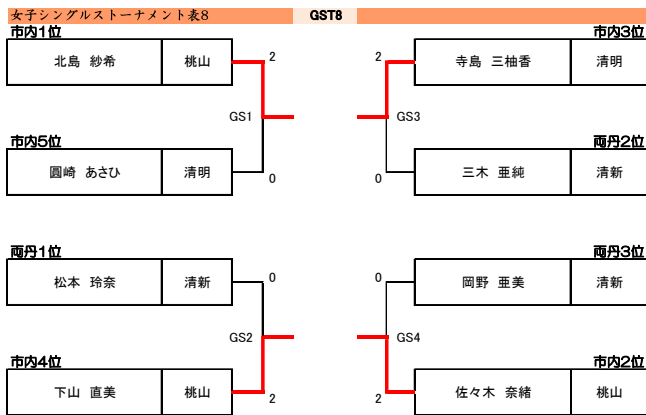 女子シングルストーナメント表8 GST8
市内1位
北島 紗希 桃山
2
GS1
市内5位
圓崎 あさひ 清明
0
両丹1位
松本 玲奈 清新
0
GS2
市内4位
下山 直美 桃山
2
市内3位
2
寺島 三柚香 清明
GS3
両丹2位
0
三木 亜純 清新
両丹3位
0
岡野 亜美 清新
GS4
市内2位
2
佐々木 奈緒 桃山